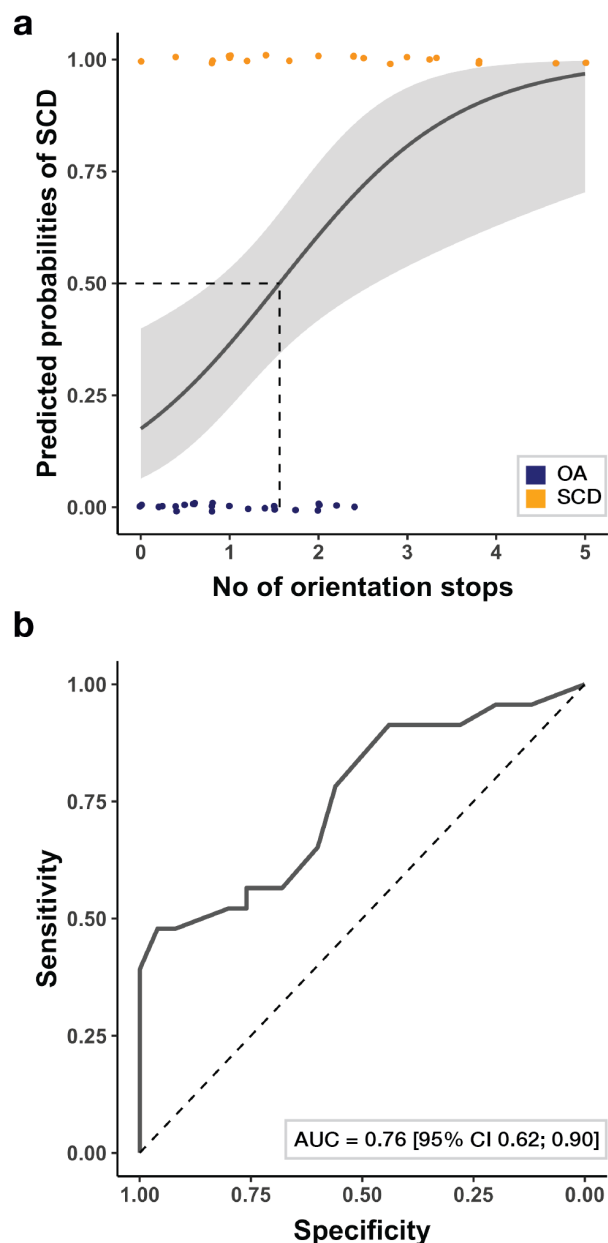 a
Predicted probabilities of SCD
1.00
0.75
0.50
0.25
0.00
OA
SCD
0 1 2 3 4 5
No of orientation stops
b
Sensitivity
1.00
0.75
0.50
0.25
0.00
AUC = 0.76 [95% CI 0.62; 0.90]
1.00 0.75 0.50 0.25 0.00
Specificity